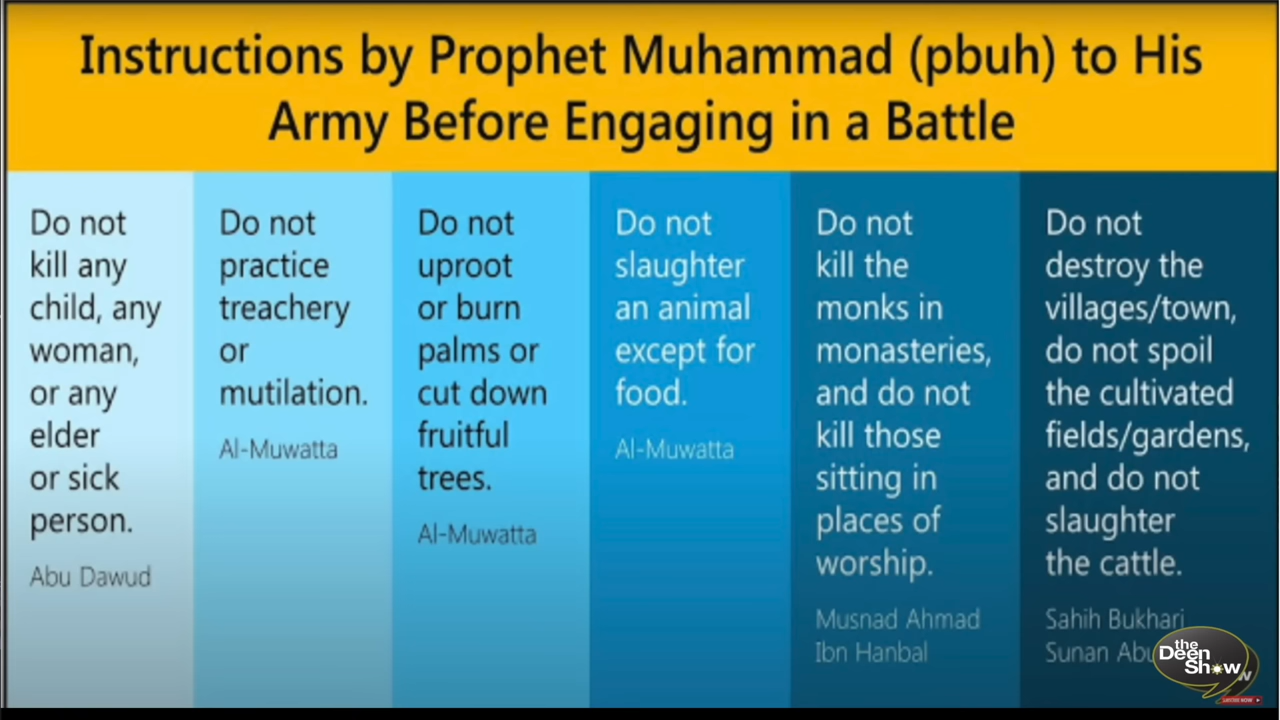 Instructions by Prophet Muhammad (pbuh) to His
Army Before Engaging in a Battle
Do not
kill any
child, any
woman,
or any
elder
or sick
person.
Abu Dawud
Do not
practice
treachery
or
mutilation.
Al-Muwatta
Do not
uproot
or burn
palms or
cut down
fruitful
trees.
Al-Muwatta
Do not
slaughter
an animal
except for
food.
Al-Muwatta
Do not
kill the
monks in
monasteries,
and do not
kill those
sitting in
places of
worship.
Musnad Ahmad
Ibn Hanbal
Do not
destroy the
villages/town,
do not spoil
the cultivated
fields/gardens,
and do not
slaughter
the cattle.
Sahih Bukhari
Sunan
the
Deen
Show